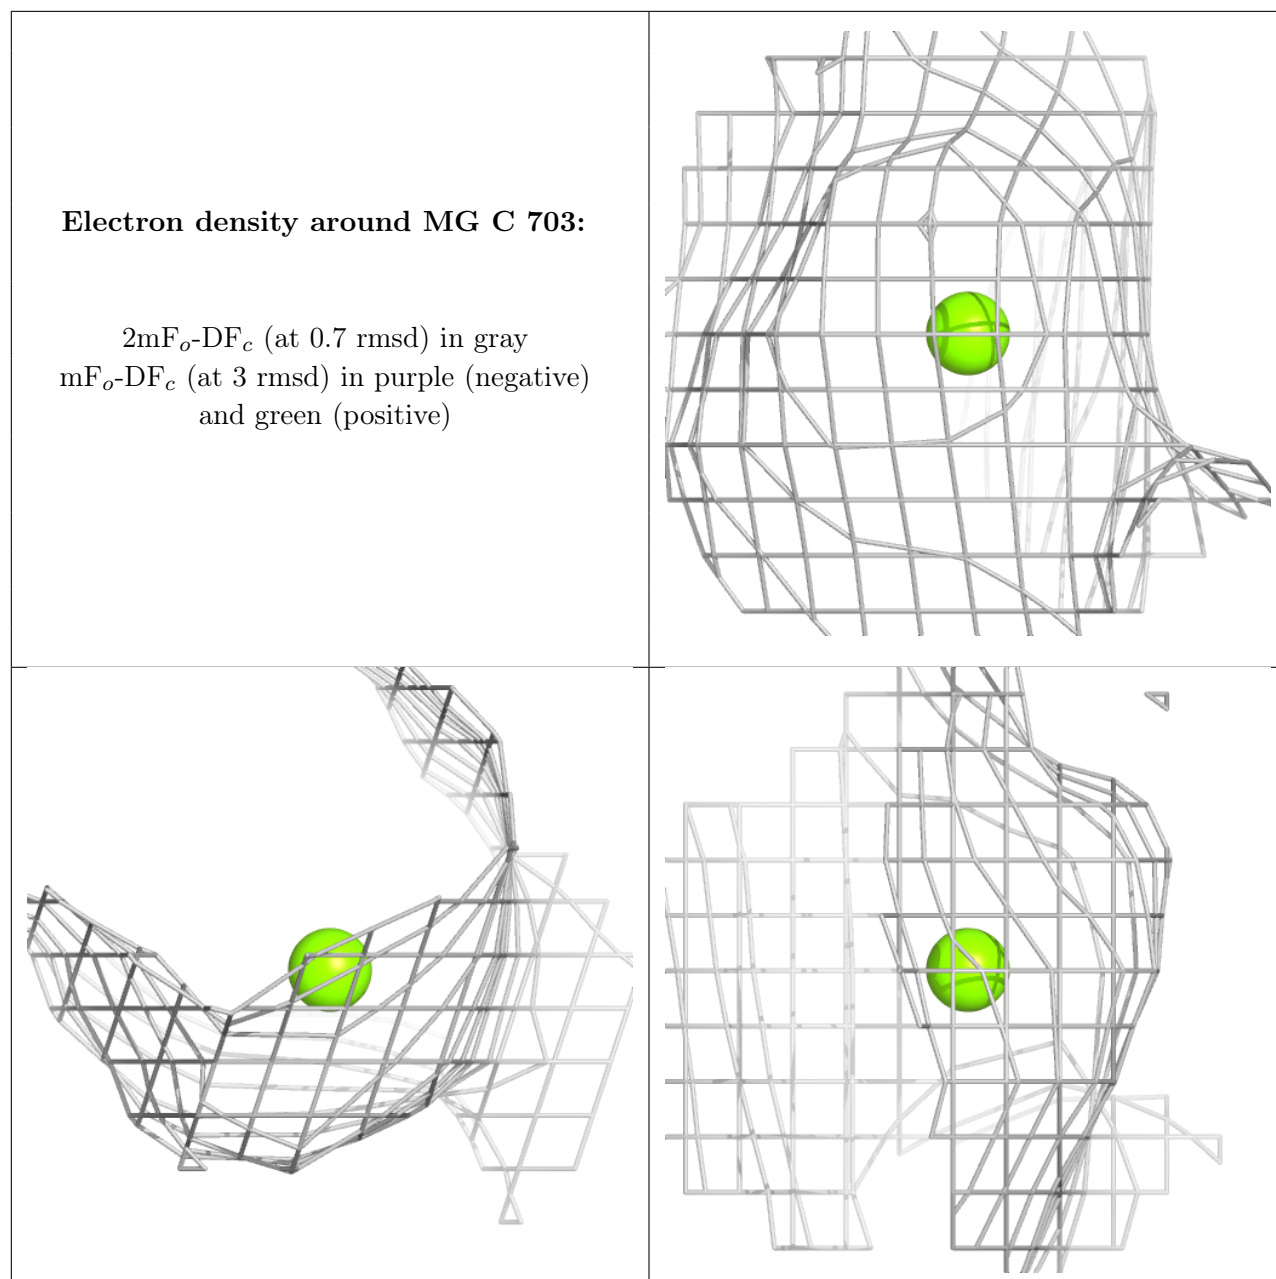 Electron density around MG C 703:
2mFo-DFc (at 0.7 rmsd) in gray
mFo-DFc (at 3 rmsd) in purple (negative)
and green (positive)